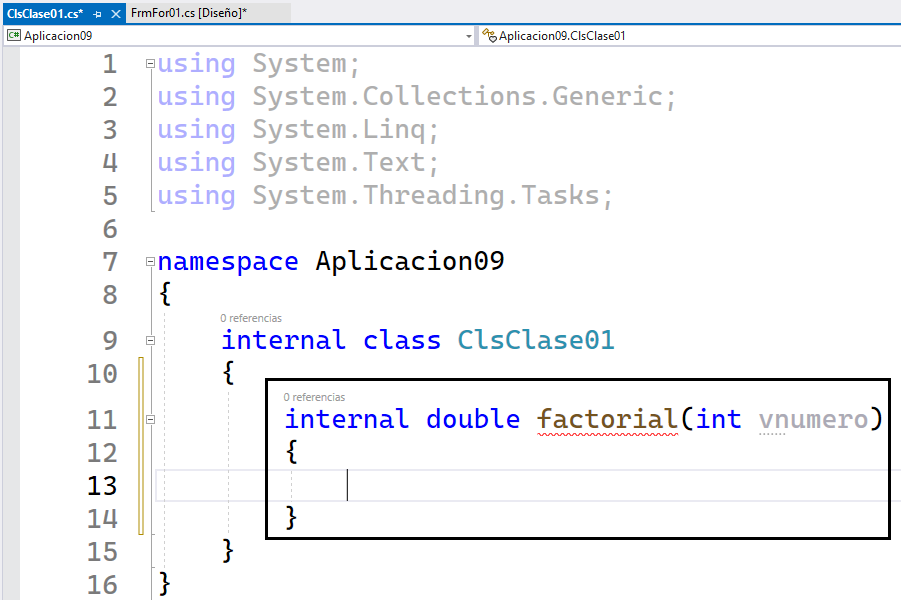 ClsClase01.cs* FrmFor01.cs [Diseño]*
C# Aplicacion09 Aplicacion09.ClsClase01
1 using System;
2 using System.Collections.Generic;
3 using System.Linq;
4 using System.Text;
5 using System.Threading.Tasks;
6
7 namespace Aplicacion09
8 {
0 referencias
9 internal class ClsClase01
10 {
0 referencias
11 internal double factorial(int vnumero)
12 {
13
14 }
15 }
16 }